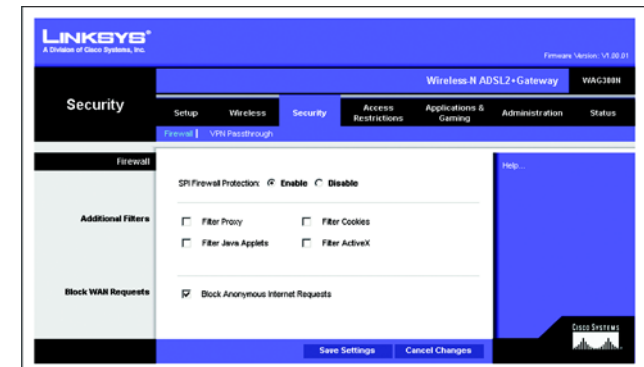 LINKSYS®
A Division of Cisco Systems, Inc.
Firmware Version: V1.00.01
Wireless-N ADSL2+Gateway WAG300N
Security
Setup Wireless Security Access Restrictions Applications & Gaming Administration Status
Firewall | VPN Passthrough
Firewall
Help...
SPI Firewall Protection: Enable Disable
Additional Filters
Filter Proxy Filter Cookies
Filter Java Applets Filter ActiveX
Block WAN Requests
Block Anonymous Internet Requests
Save Settings Cancel Changes
CISCO SYSTEMS